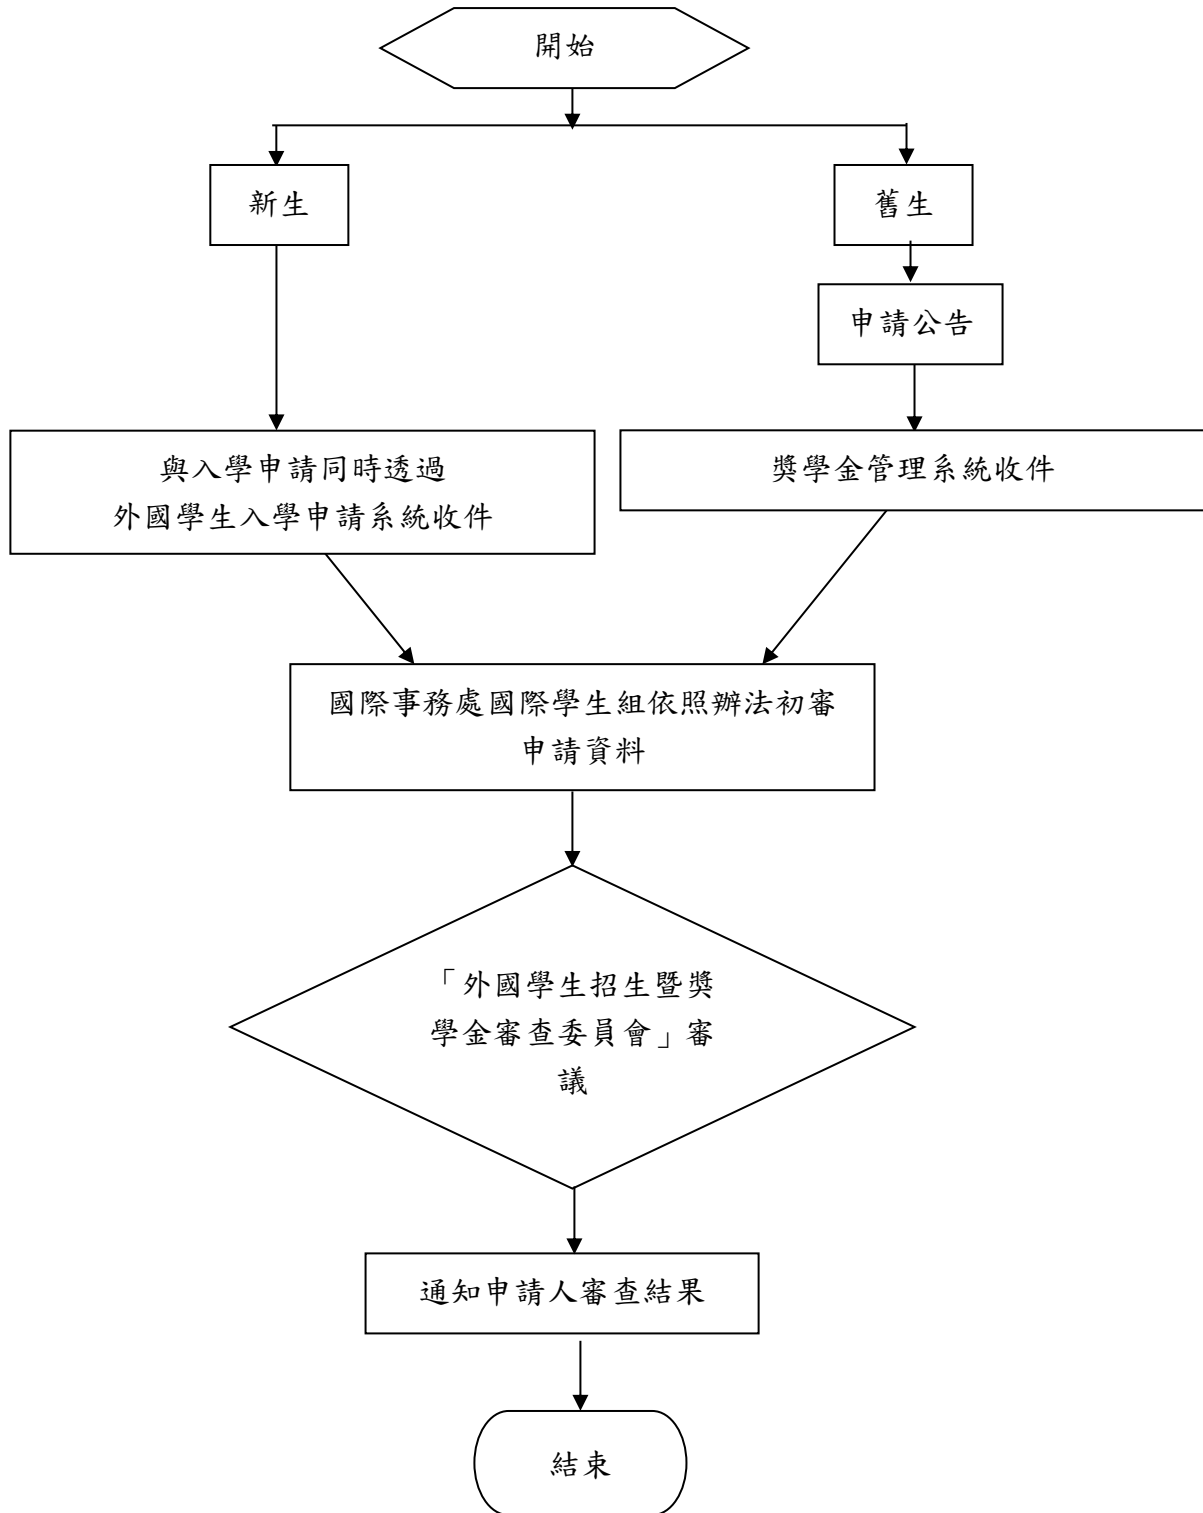 開始
新生
舊生
申請公告
與入學申請同時透過
外國學生入學申請系統收件
獎學金管理系統收件
國際事務處國際學生組依照辦法初審
申請資料
「外國學生招生暨獎
學金審查委員會」審
議
通知申請人審查結果
結束